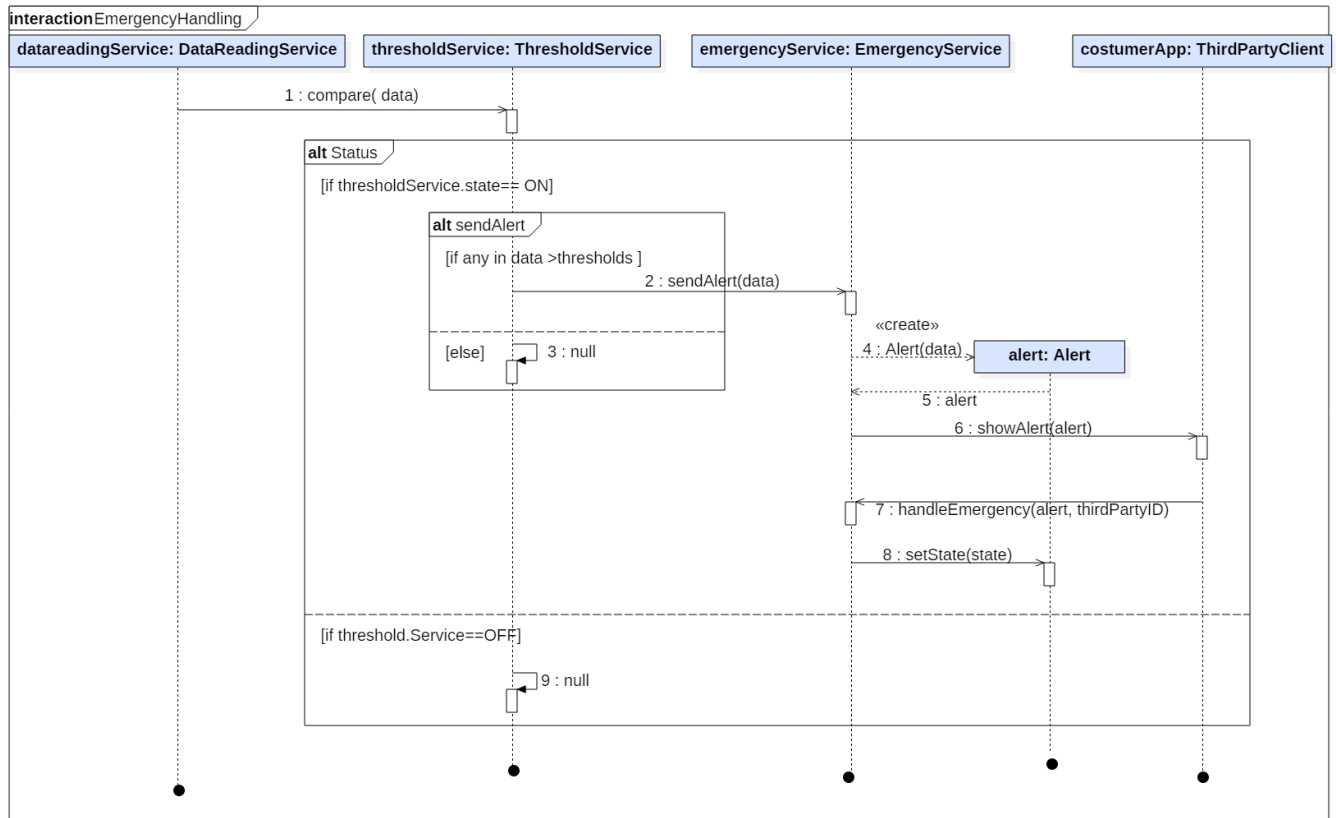 interactionEmergencyHandling
datareadingService: DataReadingService
thresholdService: ThresholdService
emergencyService: EmergencyService
costumerApp: ThirdPartyClient
1 : compare( data)
alt Status
[if thresholdService.state== ON]
alt sendAlert
[if any in data >thresholds ]
2 : sendAlert(data)
«create»
4 : Alert(data)
alert: Alert
[else]
3 : null
5 : alert
6 : showAlert(alert)
7 : handleEmergency(alert, thirdPartyID)
8 : setState(state)
[if threshold.Service==OFF]
9 : null